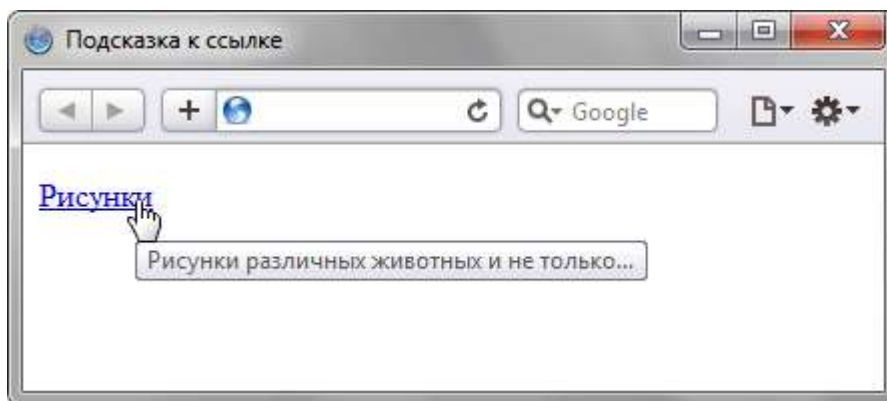 Подсказка к ссылке
Google
Рисунки
Рисунки различных животных и не только...